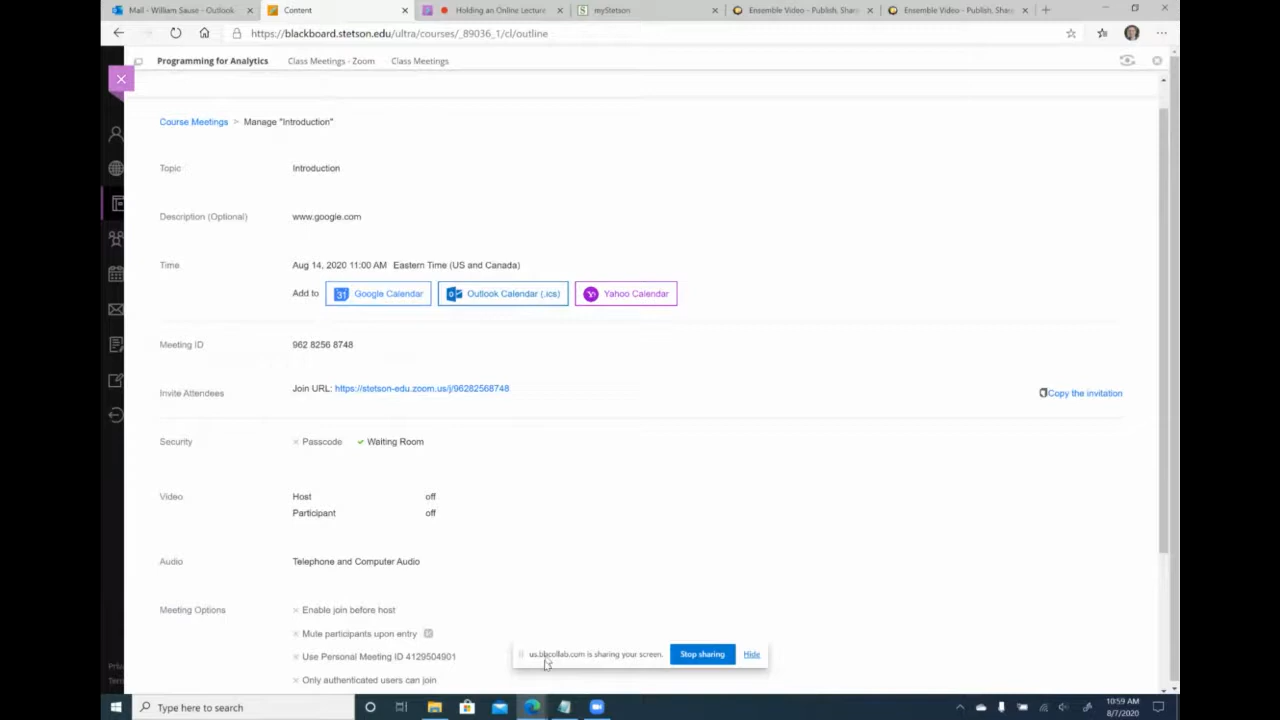 Mail - William Sause - Outlook
Content
Holding an Online Lecture
myStetson
Ensemble Video - Publish, Share
Ensemble Video - Publish, Share
https://blackboard.stetson.edu/ultra/courses/_89036_1/cl/outline
Programming for Analytics
Class Meetings - Zoom
Class Meetings
Course Meetings > Manage "Introduction"
Topic
Introduction
Description (Optional)
www.google.com
Time
Aug 14, 2020 11:00 AM Eastern Time (US and Canada)
Add to
31 Google Calendar
Outlook Calendar (.ics)
Yahoo Calendar
Meeting ID
962 8256 8748
Invite Attendees
Join URL: https://stetson-edu.zoom.us/j/96282568748
Copy the invitation
Security
Passcode
Waiting Room
Video
Host
off
Participant
off
Audio
Telephone and Computer Audio
Meeting Options
Enable join before host
Mute participants upon entry
Use Personal Meeting ID 4129504901
Only authenticated users can join
us.bbcollab.com is sharing your screen.
Stop sharing
Hide
Priv
Tern
Type here to search
10:59 AM
8/7/2020